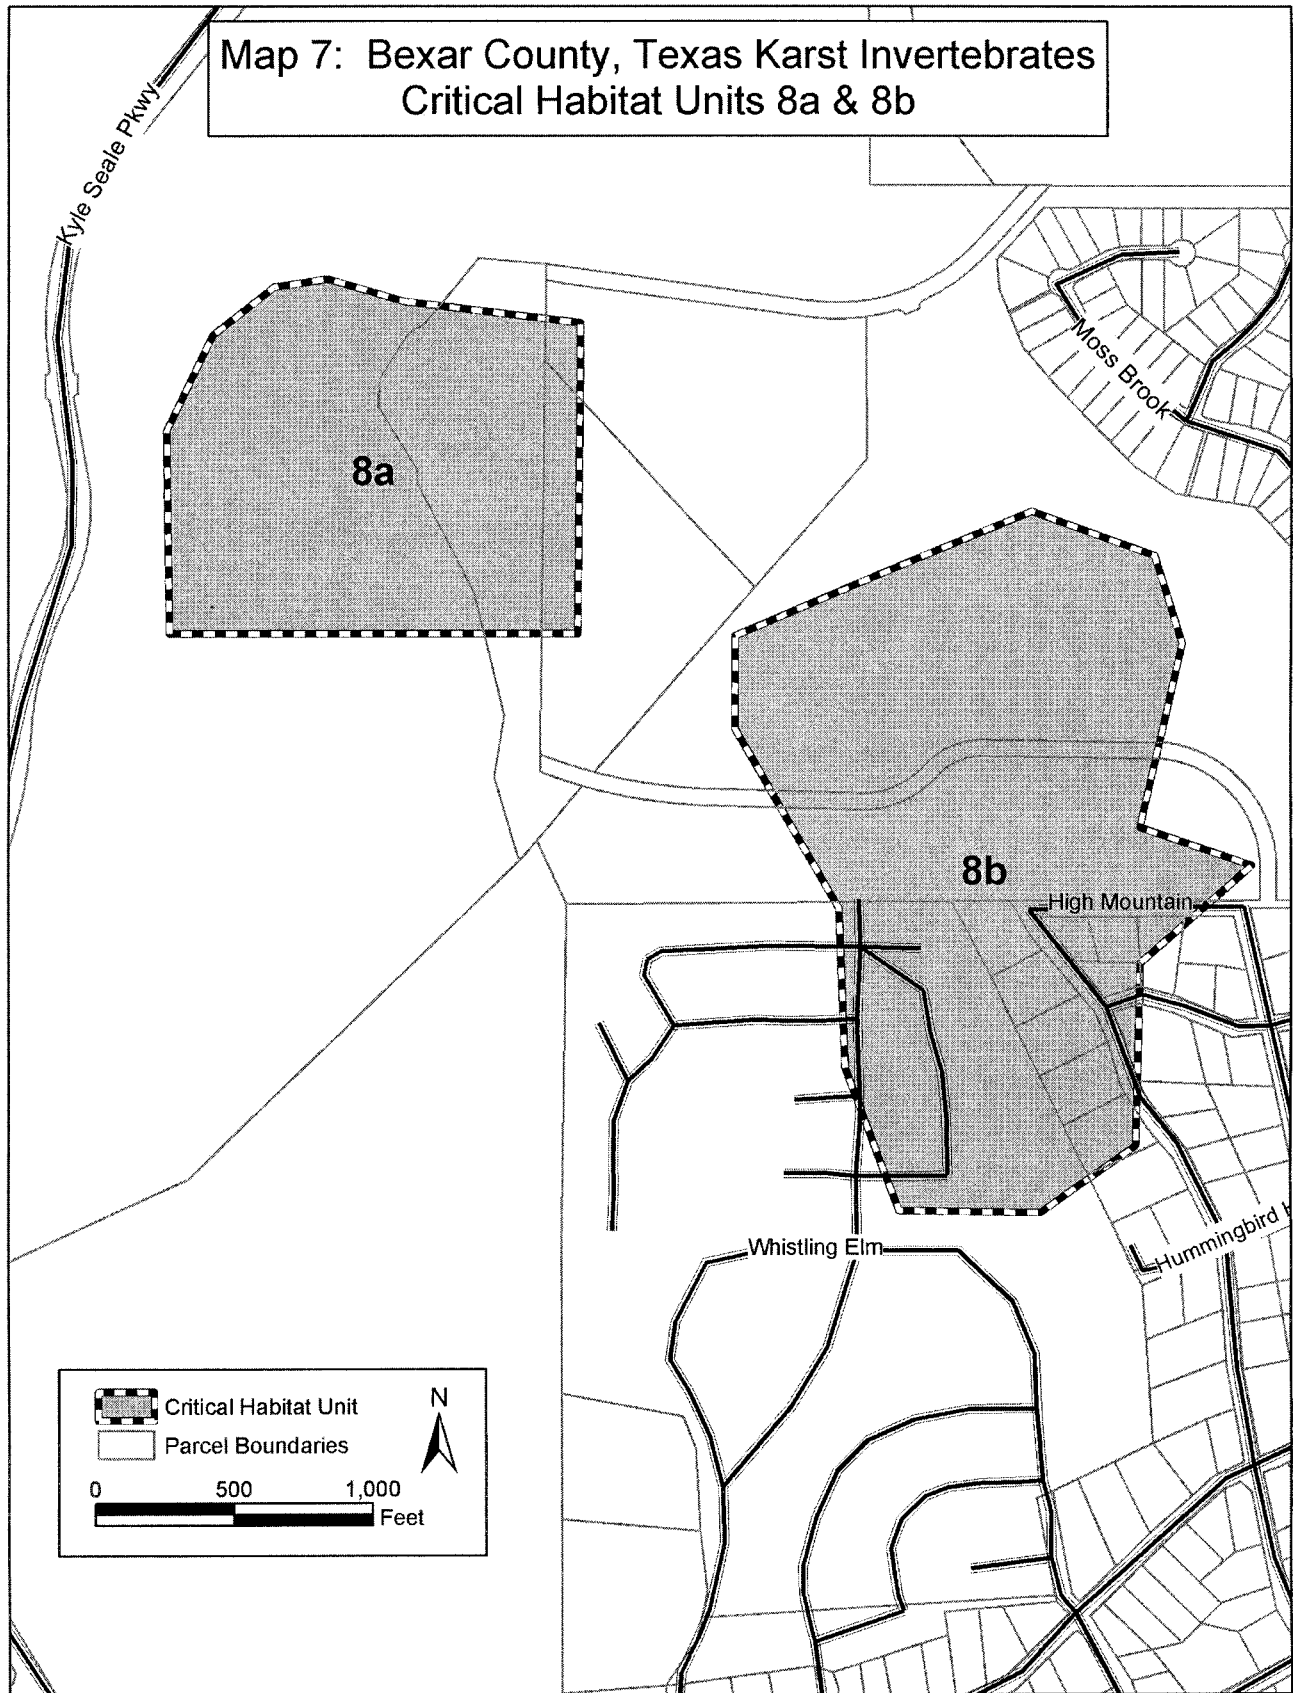 Map 7: Bexar County, Texas Karst Invertebrates
Critical Habitat Units 8a & 8b
Kyle Seale Pkwy
Moss Brook
8a
8b
High Mountain
Whistling Elm
Hummingbird H
Critical Habitat Unit
Parcel Boundaries
N
0 500 1,000
Feet